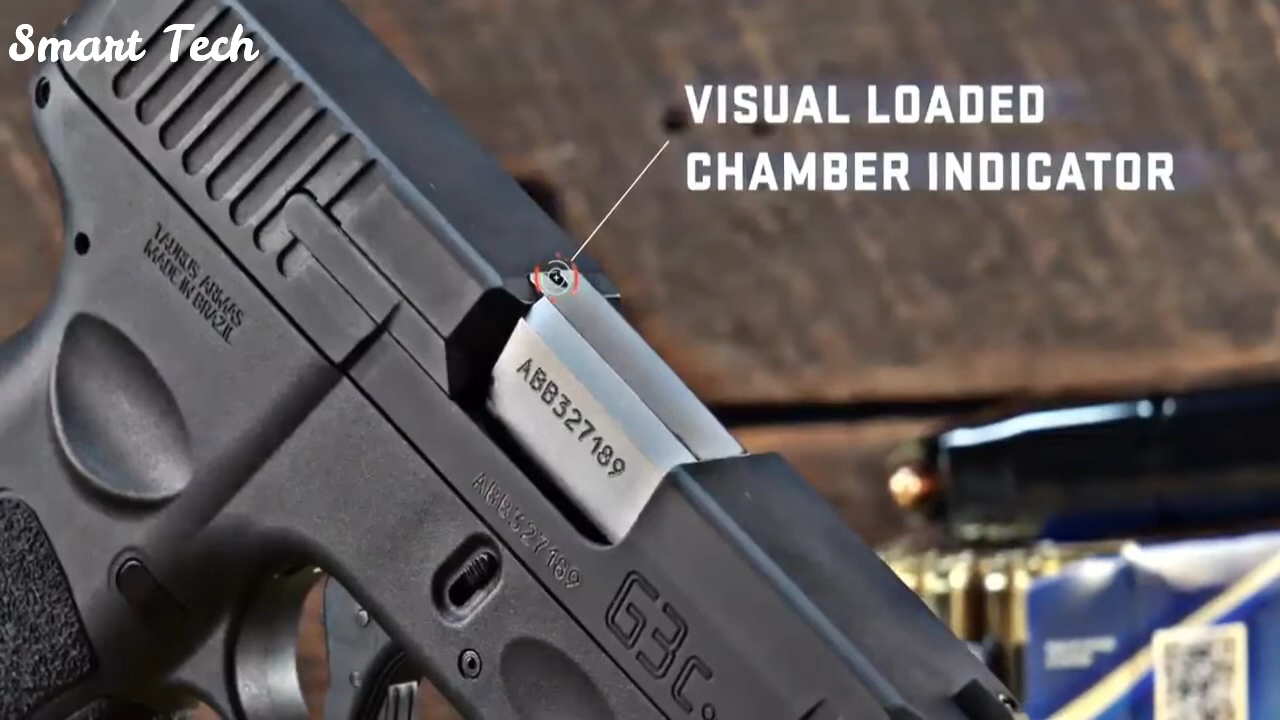 Smart Tech
VISUAL LOADED
CHAMBER INDICATOR
TAURUS ARMAS
MADE IN BRAZIL
ABB327189
ABB327189
G3c